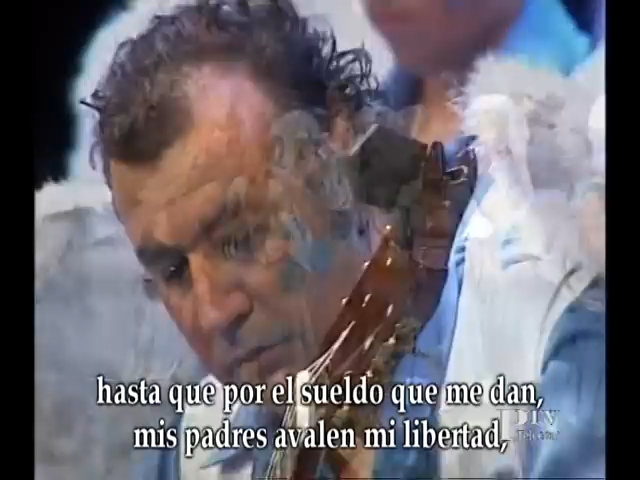 hasta que por el sueldo que me dan,
mis padres avalen mi libertad,